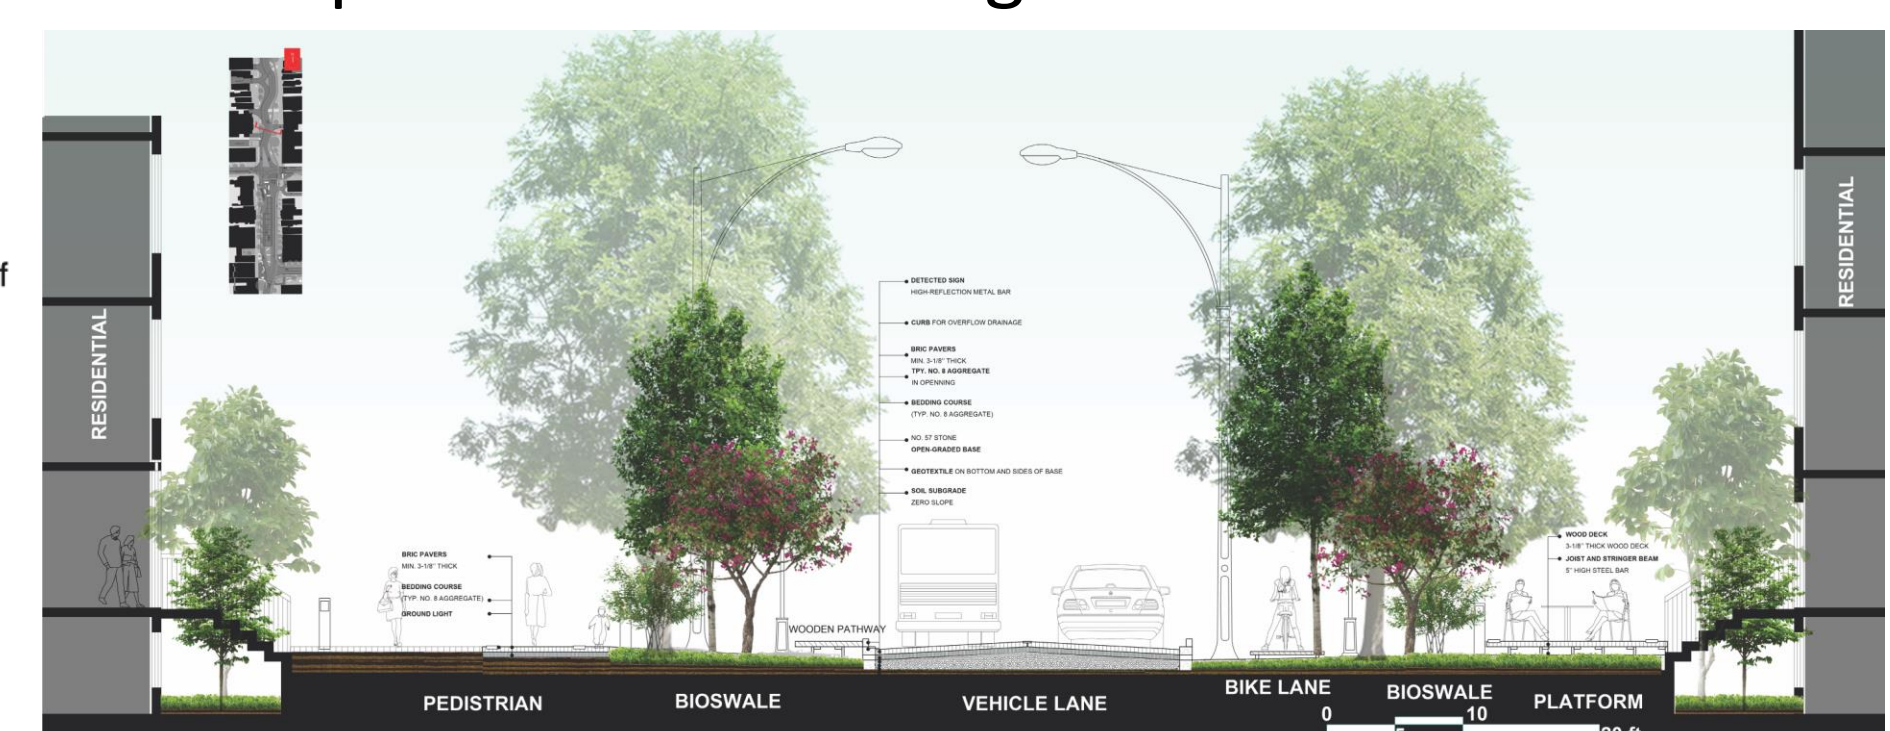 f
1
RESIDENTIAL
RESIDENTIAL
DETECTED SIGN
HIGH-REFLECTION METAL BAR
CURB FOR OVERFLOW DRAINAGE
BRIC PAVERS
MIN. 3-1/8" THICK
TPY. NO. 8 AGGREGATE
IN OPENNING
BEDDING COURSE
(TYP. NO. 8 AGGREGATE)
NO. 57 STONE
OPEN-GRADED BASE
GEOTEXTILE ON BOTTOM AND SIDES OF BASE
SOIL SUBGRADE
ZERO SLOPE
BRIC PAVERS
MIN. 3-1/8" THICK
BEDDING COURSE
(TYP. NO. 8 AGGREGATE)
GROUND LIGHT
WOOD DECK
3-1/8" THICK WOOD DECK
JOIST AND STRINGER BEAM
5" HIGH STEEL BAR
WOODEN PATHWAY
PEDISTRIAN
BIOSWALE
VEHICLE LANE
BIKE LANE
BIOSWALE
PLATFORM
0 10